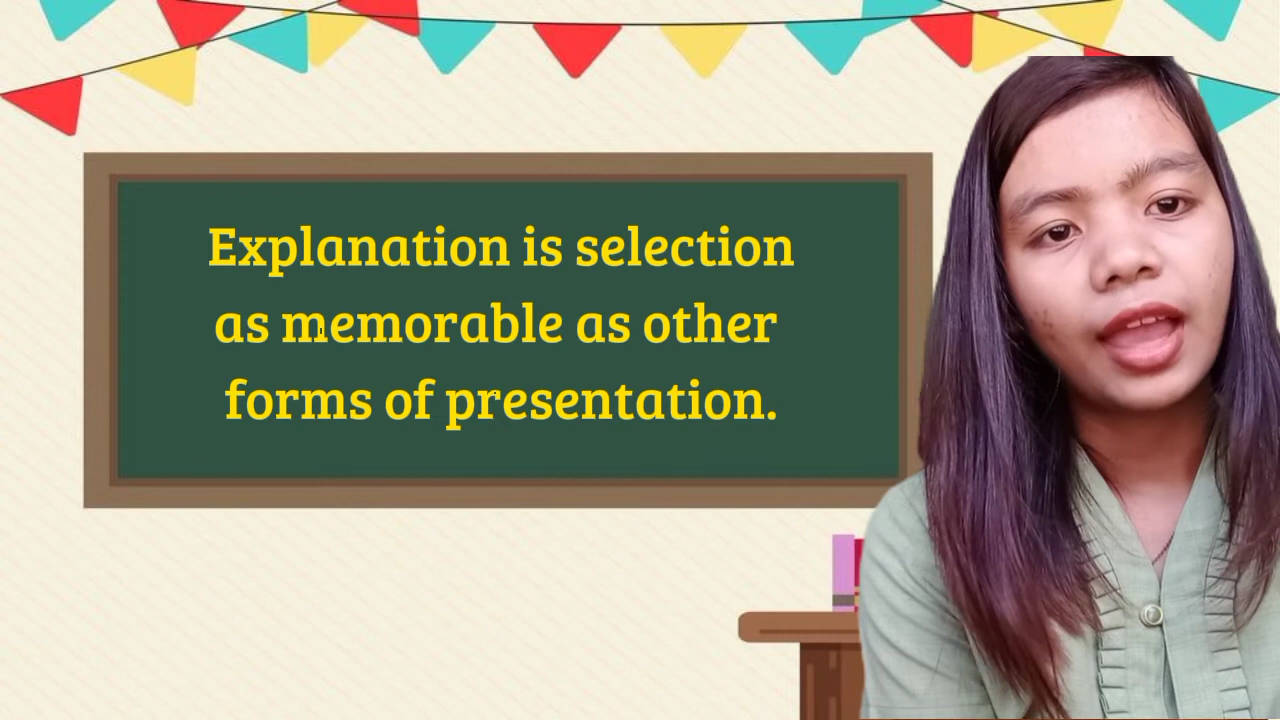 Explanation is selection
as memorable as other
forms of presentation.